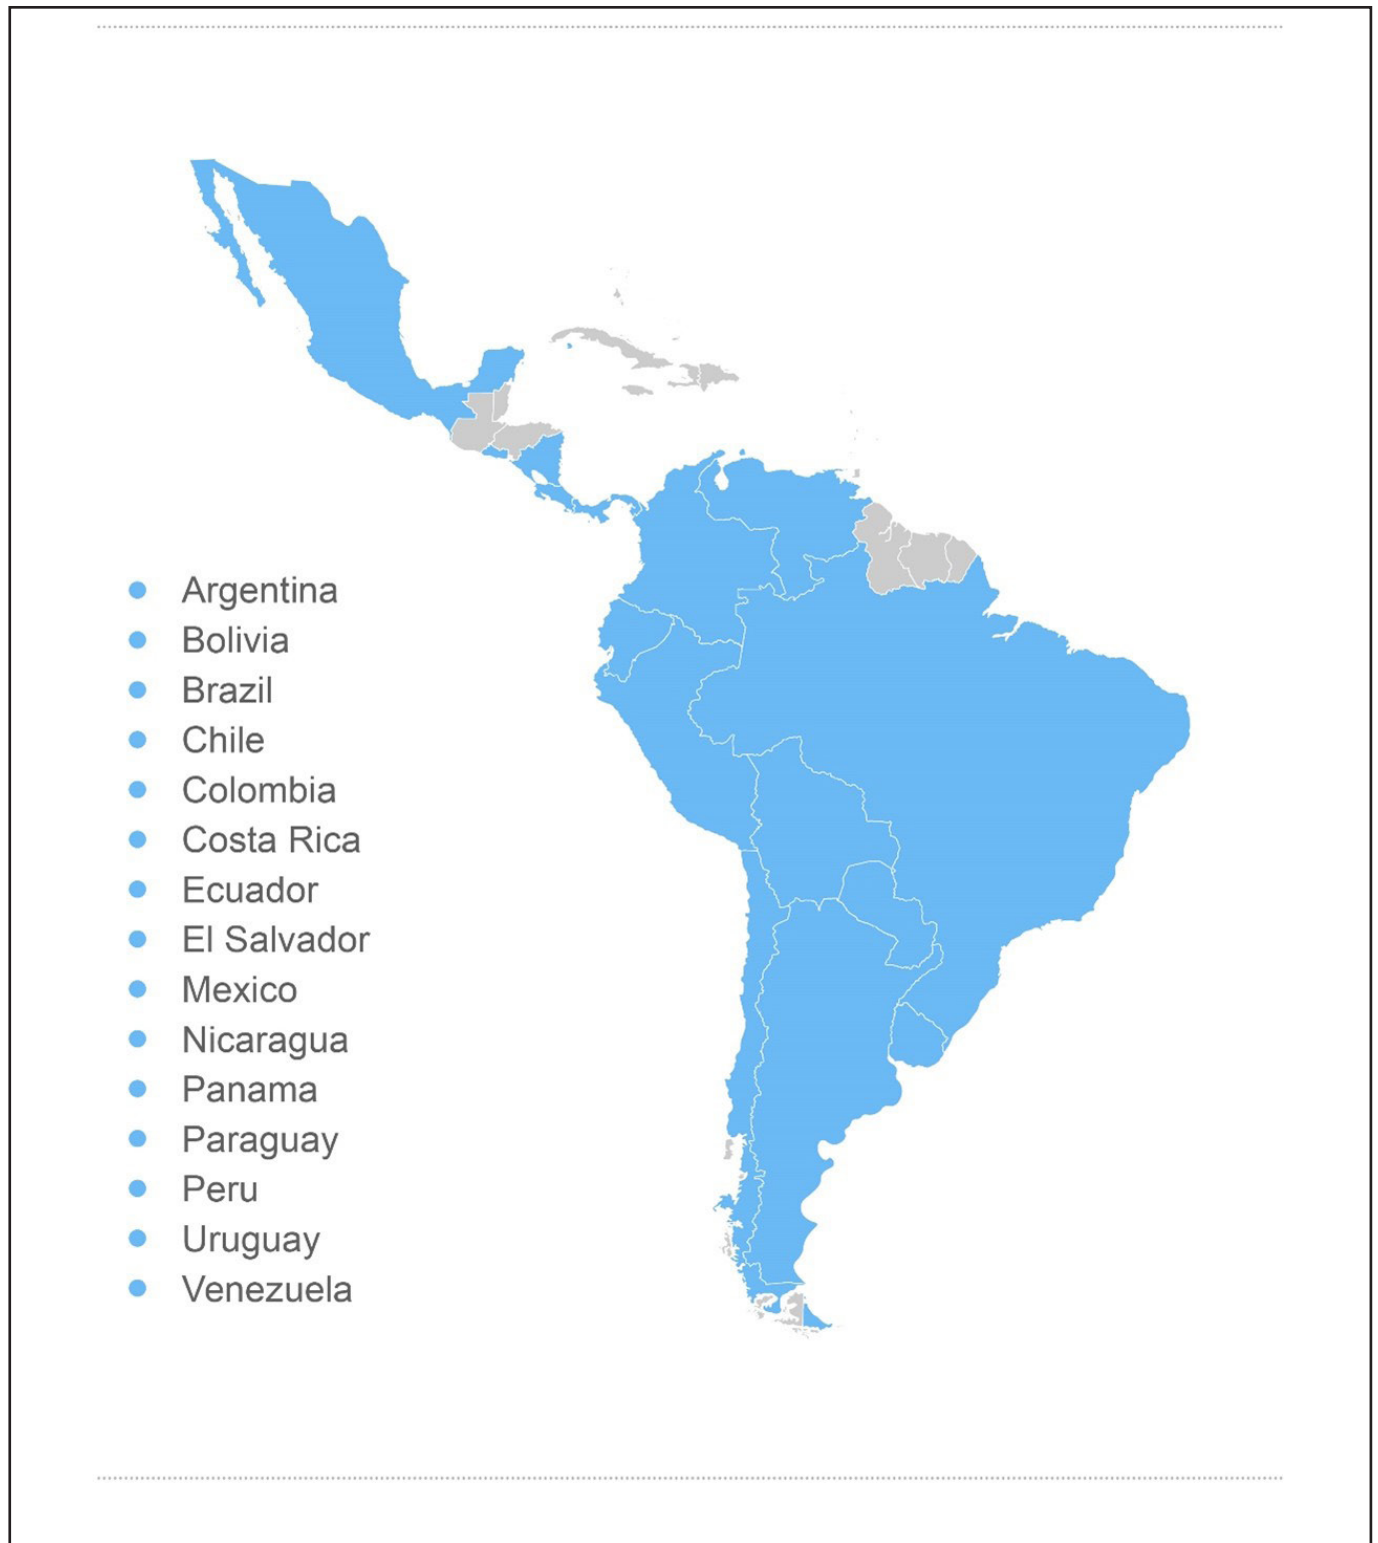 Argentina
Bolivia
Brazil
Chile
Colombia
Costa Rica
Ecuador
El Salvador
Mexico
Nicaragua
Panama
Paraguay
Peru
Uruguay
Venezuela